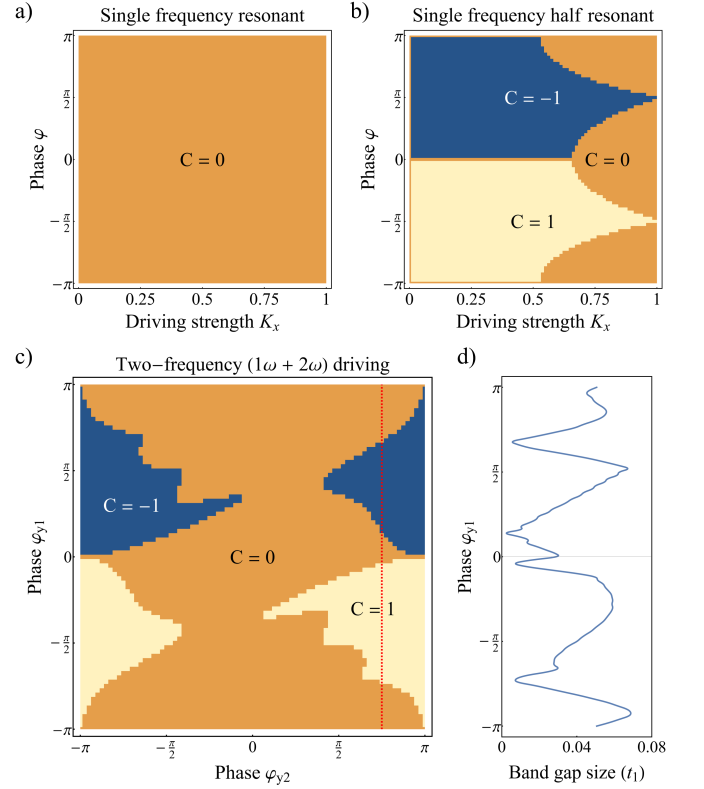 a)
Single frequency resonant
Phase φ
π
π/2
0
−π/2
−π
C = 0
0
0.25
0.5
0.75
1
Driving strength Kx
b)
Single frequency half resonant
Phase φ
π
π/2
0
−π/2
−π
C = −1
C = 0
C = 1
0
0.25
0.5
0.75
1
Driving strength Kx
c)
Two−frequency (1ω + 2ω) driving
Phase φy1
π
π/2
0
−π/2
−π
C = −1
C = 0
C = 1
−π
−π/2
0
π/2
π
Phase φy2
d)
Phase φy1
π
π/2
0
−π/2
−π
0
0.04
0.08
Band gap size (t1)